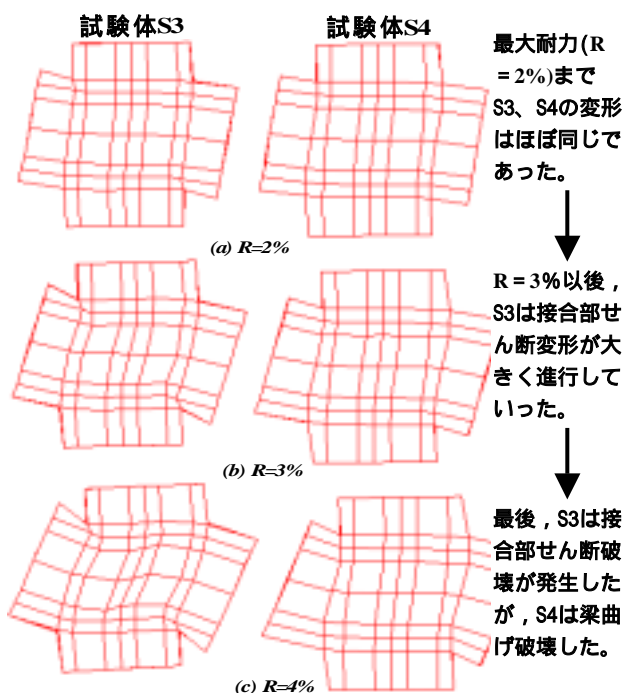 試験体S3
試験体S4
最大耐力(R
=2%)まで
S3、S4の変形
はほぼ同じで
あった。
(a) R=2%
R=3%以後,
S3は接合部せ
ん断変形が大
きく進行して
いった。
(b) R=3%
最後,S3は接
合部せん断破
壊が発生した
が,S4は梁曲
げ破壊した。
(c) R=4%